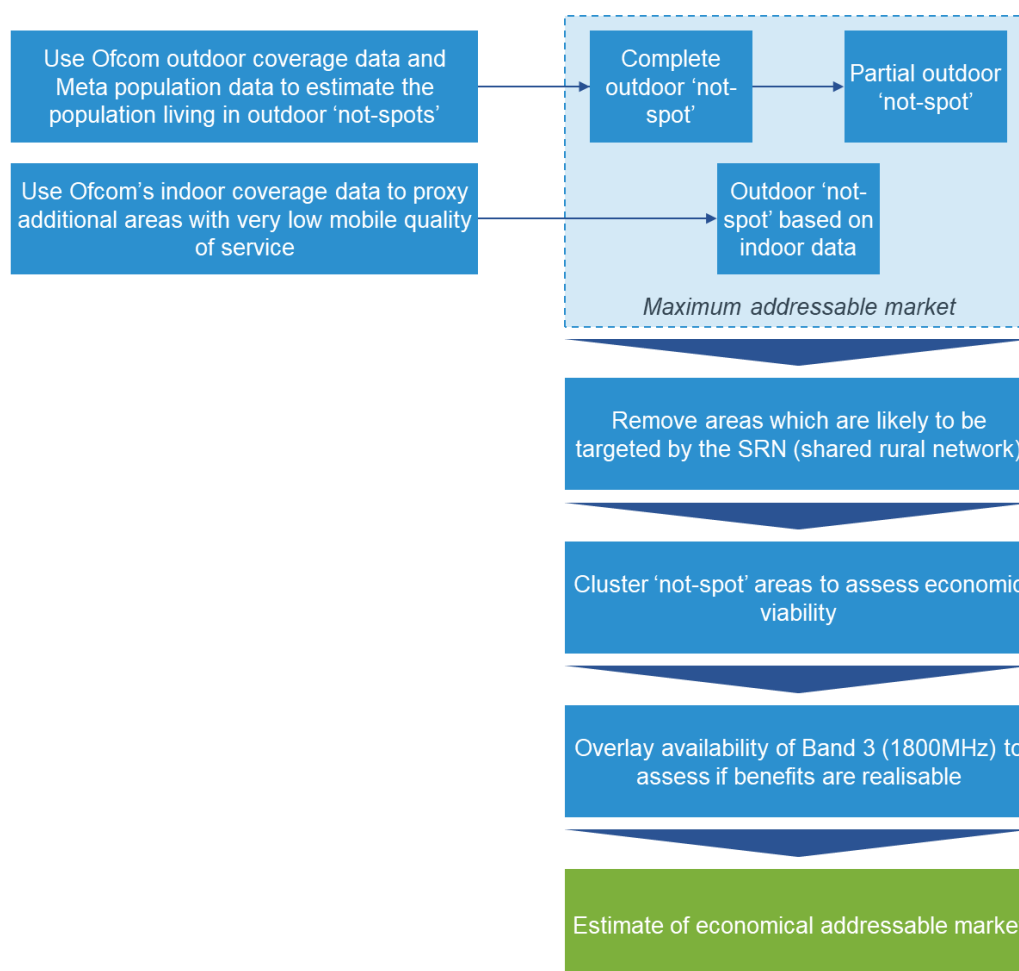 Use Ofcom outdoor coverage data and
Meta population data to estimate the
population living in outdoor ‘not-spots’
Complete
outdoor ‘not-
spot’
Partial outdoor
‘not-spot’
Use Ofcom’s indoor coverage data to proxy
additional areas with very low mobile quality
of service
Outdoor ‘not-
spot’ based on
indoor data
Maximum addressable market
Remove areas which are likely to be
targeted by the SRN (shared rural network)
Cluster ‘not-spot’ areas to assess economic
viability
Overlay availability of Band 3 (1800MHz) to
assess if benefits are realisable
Estimate of economical addressable marke